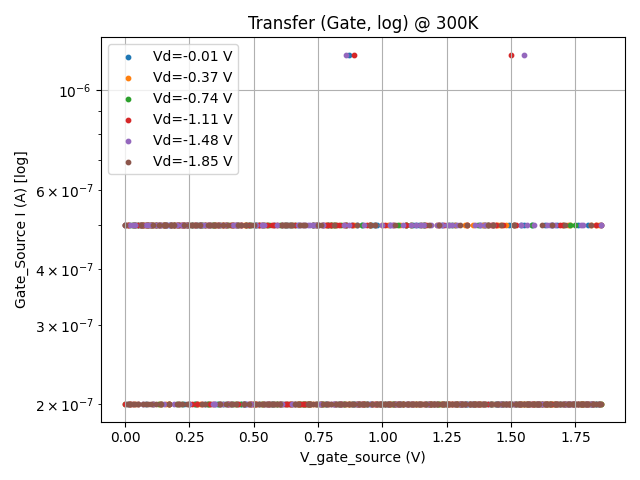 Transfer (Gate, log) @ 300K
Vd=-0.01 V
Vd=-0.37 V
Vd=-0.74 V
Vd=-1.11 V
Vd=-1.48 V
Vd=-1.85 V
Gate_Source I (A) [log]
10⁻⁶
6 × 10⁻⁷
4 × 10⁻⁷
3 × 10⁻⁷
2 × 10⁻⁷
0.00 0.25 0.50 0.75 1.00 1.25 1.50 1.75
V_gate_source (V)